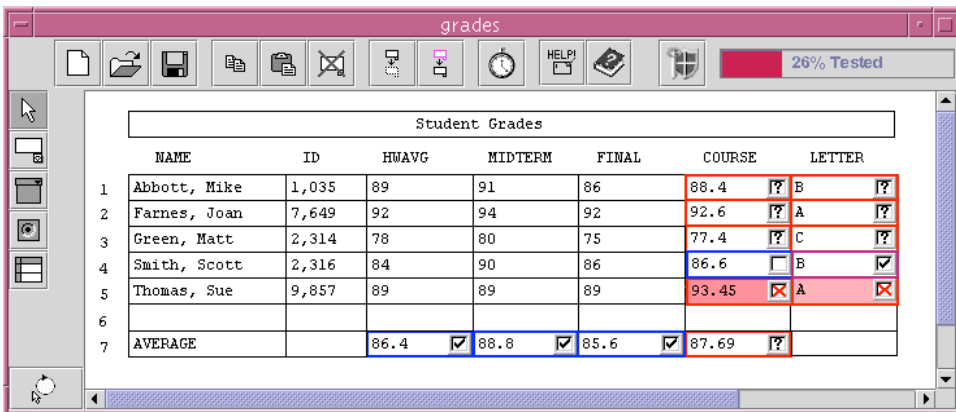 grades
HELP!
26% Tested
Student Grades
NAME ID HWAVG MIDTERM FINAL COURSE LETTER
1 Abbott, Mike 1,035 89 91 86 88.4 ? B ?
2 Farnes, Joan 7,649 92 94 92 92.6 ? A ?
3 Green, Matt 2,314 78 80 75 77.4 ? C ?
4 Smith, Scott 2,316 84 90 86 86.6 B
5 Thomas, Sue 9,857 89 89 89 93.45 A
6
7 AVERAGE 86.4 88.8 85.6 87.69 ?